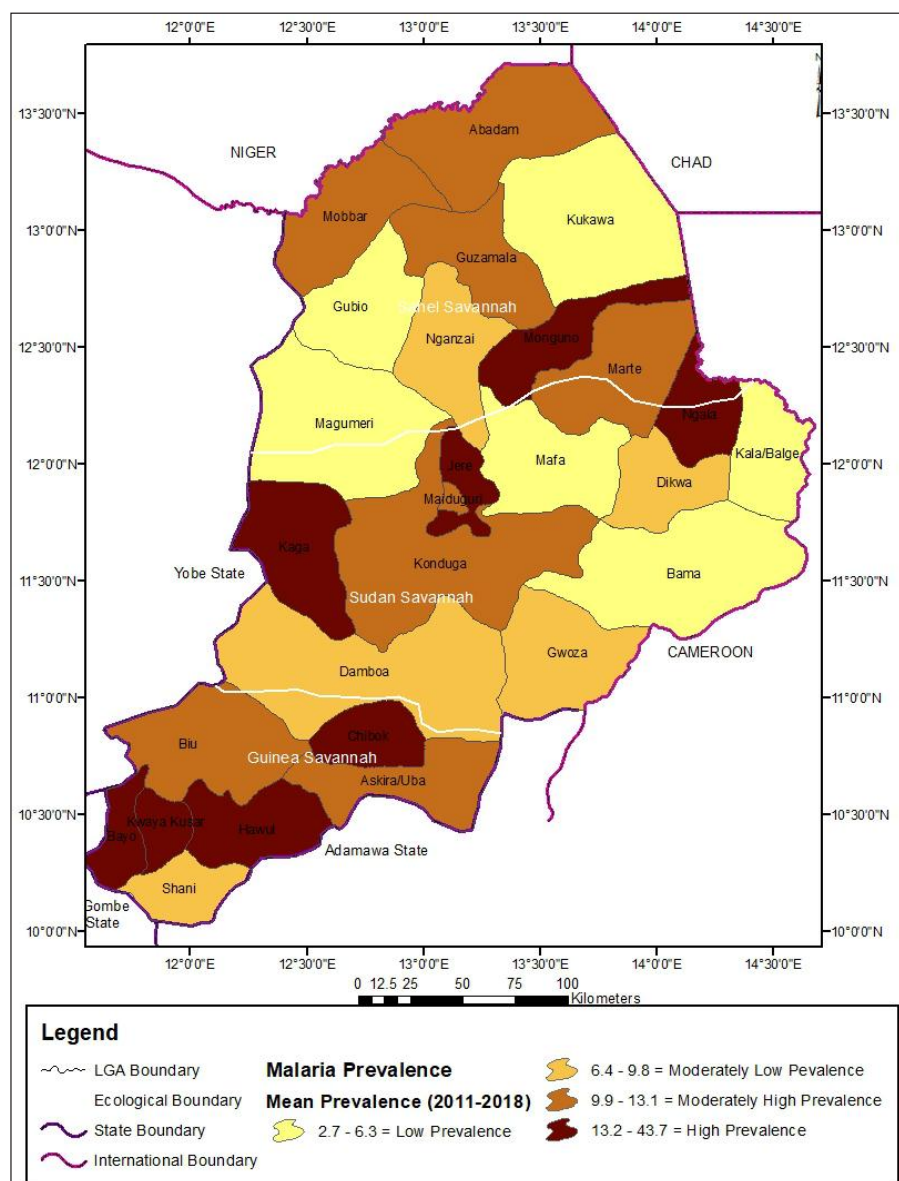 12°0'0"E 12°30'0"E 13°0'0"E 13°30'0"E 14°0'0"E 14°30'0"E
N
13°30'0"N 13°30'0"N
Abadam
NIGER
CHAD
Mobbar
Kukawa
13°0'0"N 13°0'0"N
Guzamala
Gubio
Sahel Savannah
Nganzai
Monguno
12°30'0"N 12°30'0"N
Marte
Magumeri
Ngala
12°0'0"N 12°0'0"N
Jere
Mafa
Kala/Balge
Dikwa
Maiduguri
Kaga
Konduga
Yobe State
Bama
11°30'0"N 11°30'0"N
Sudan Savannah
Gwoza
CAMEROON
Damboa
11°0'0"N 11°0'0"N
Biu
Chibok
Guinea Savannah
Askira/Uba
10°30'0"N 10°30'0"N
Kwaya Kusar
Bayo
Hawul
Adamawa State
Shani
Gombe
State
10°0'0"N 10°0'0"N
12°0'0"E 12°30'0"E 13°0'0"E 13°30'0"E 14°0'0"E 14°30'0"E
0 12.5 25 50 75 100
Kilometers
Legend
LGA Boundary
Ecological Boundary
State Boundary
International Boundary
Malaria Prevalence
Mean Prevalence (2011-2018)
2.7 - 6.3 = Low Prevalence
6.4 - 9.8 = Moderately Low Pevalence
9.9 - 13.1 = Moderately High Prevalence
13.2 - 43.7 = High Prevalence